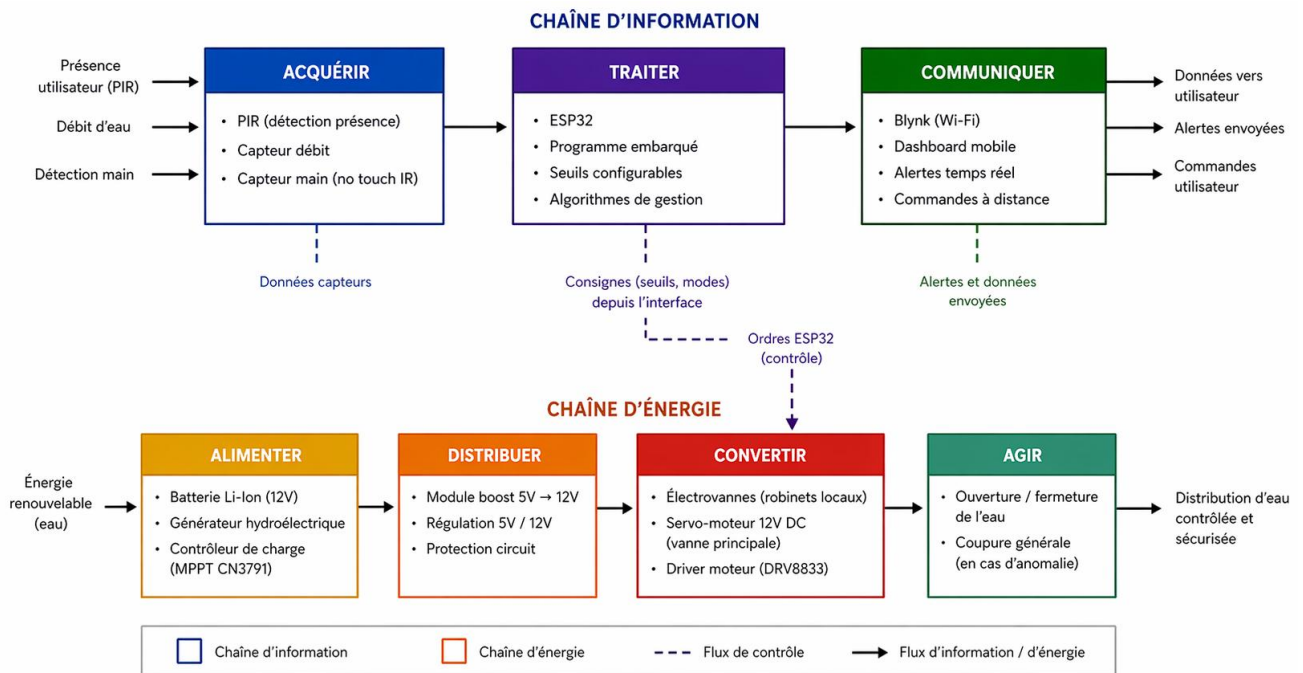 CHAÎNE D'INFORMATION
Présence
utilisateur (PIR)
Débit d'eau
Détection main
ACQUÉRIR
• PIR (détection présence)
• Capteur débit
• Capteur main (no touch IR)
TRAITER
• ESP32
• Programme embarqué
• Seuils configurables
• Algorithmes de gestion
COMMUNIQUER
• Blynk (Wi-Fi)
• Dashboard mobile
• Alertes temps réel
• Commandes à distance
Données vers
utilisateur
Alertes envoyées
Commandes
utilisateur
Données capteurs
Consignes (seuils, modes)
depuis l'interface
Alertes et données
envoyées
Ordres ESP32
(contrôle)
CHAÎNE D'ÉNERGIE
Énergie
renouvelable
(eau)
ALIMENTER
• Batterie Li-Ion (12V)
• Générateur hydroélectrique
• Contrôleur de charge
(MPPT CN3791)
DISTRIBUER
• Module boost 5V → 12V
• Régulation 5V / 12V
• Protection circuit
CONVERTIR
• Électrovannes (robinets locaux)
• Servo-moteur 12V DC
(vanne principale)
• Driver moteur (DRV8833)
AGIR
• Ouverture / fermeture
de l'eau
• Coupure générale
(en cas d'anomalie)
Distribution d'eau
contrôlée et
sécurisée
Chaîne d'information
Chaîne d'énergie
Flux de contrôle
Flux d'information / d'énergie